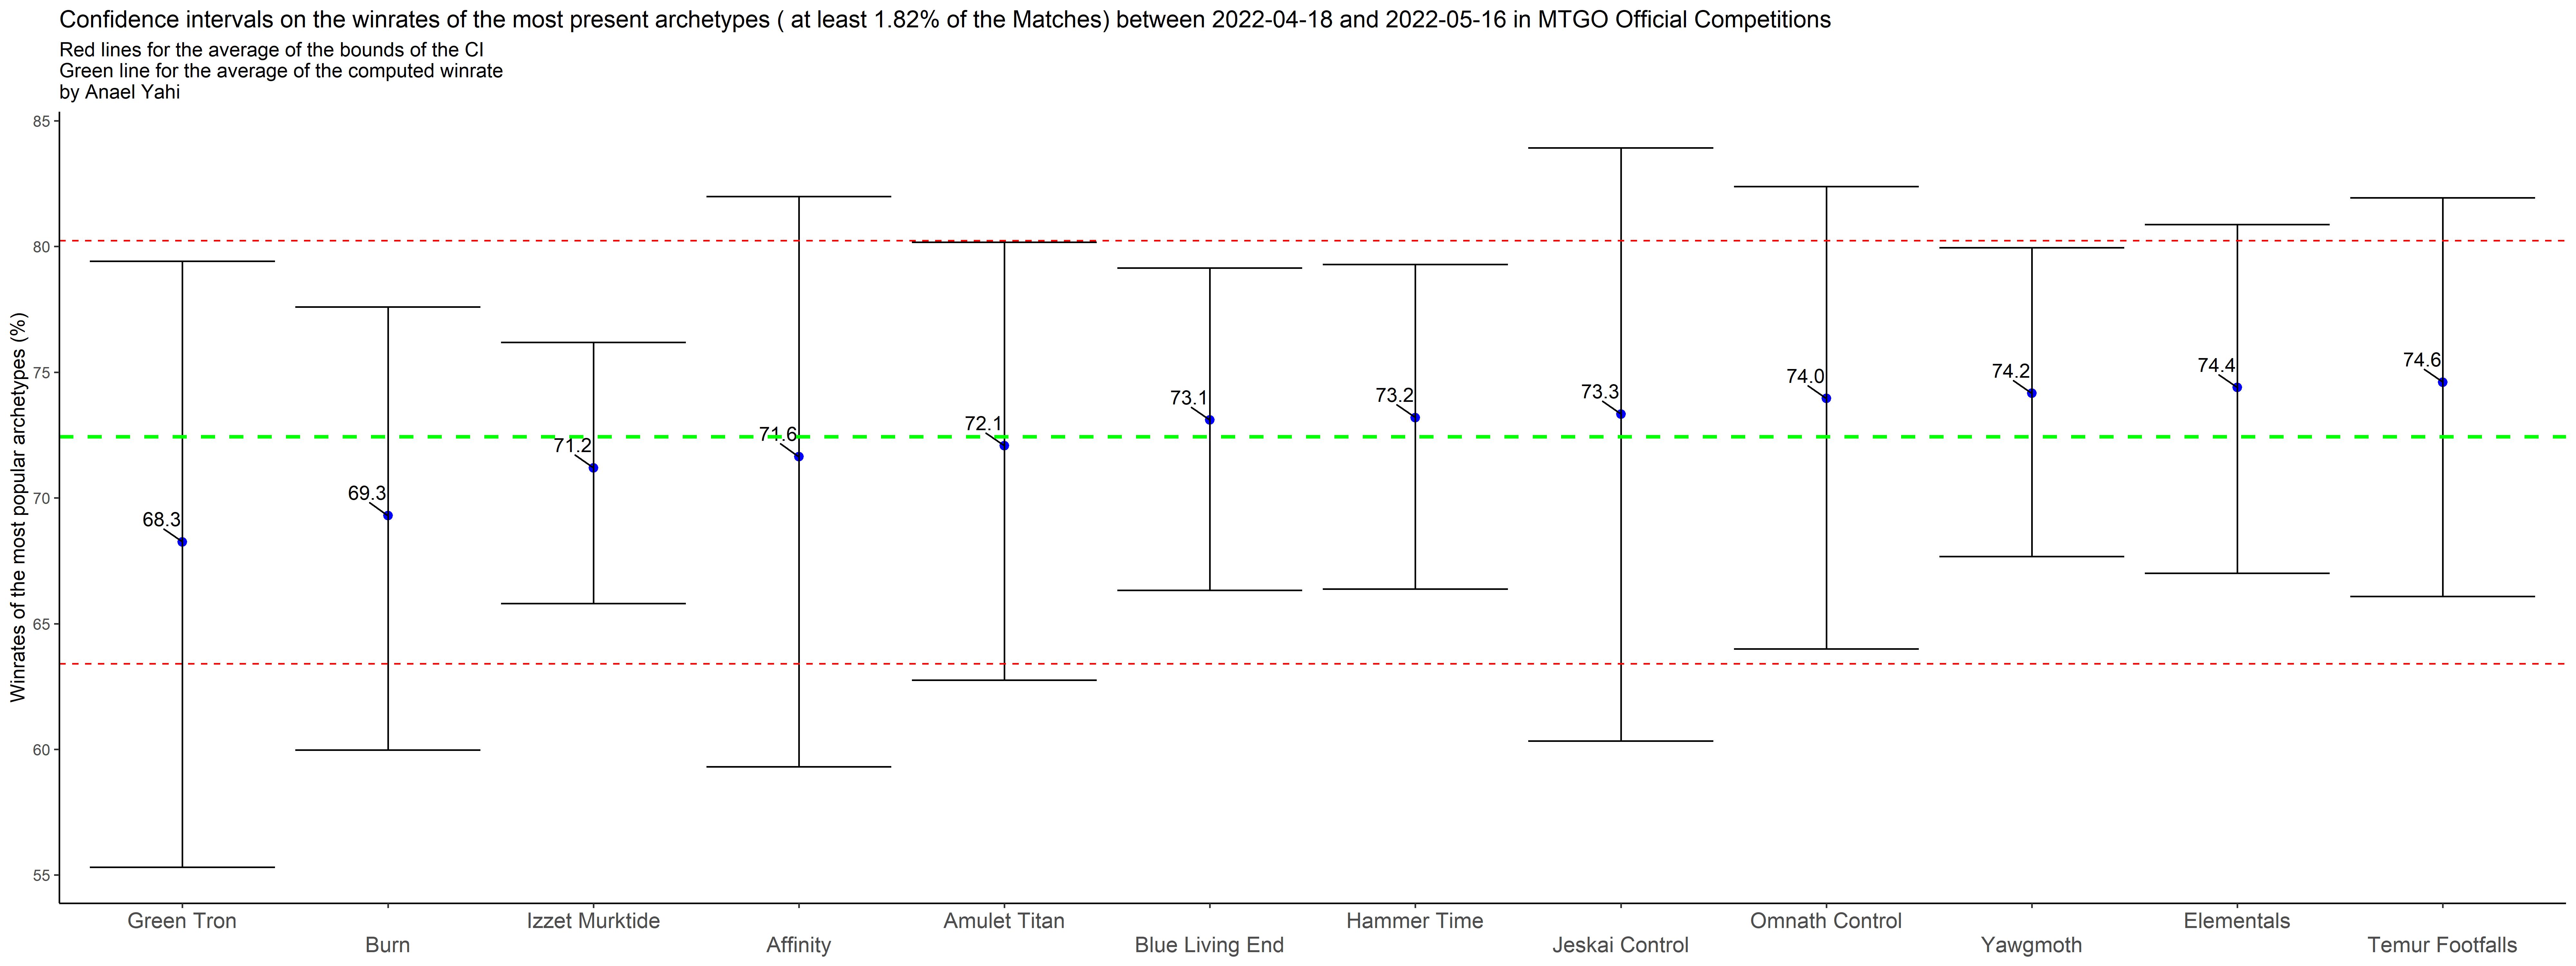 Confidence intervals on the winrates of the most present archetypes ( at least 1.82% of the Matches) between 2022-04-18 and 2022-05-16 in MTGO Official Competitions
Red lines for the average of the bounds of the CI
Green line for the average of the computed winrate
by Anael Yahi
Winrates of the most popular archetypes (%)
85
80
75
70
65
60
55
68.3
69.3
71.2
71.6
72.1
73.1
73.2
73.3
74.0
74.2
74.4
74.6
Green Tron
Burn
Izzet Murktide
Affinity
Amulet Titan
Blue Living End
Hammer Time
Jeskai Control
Omnath Control
Yawgmoth
Elementals
Temur Footfalls